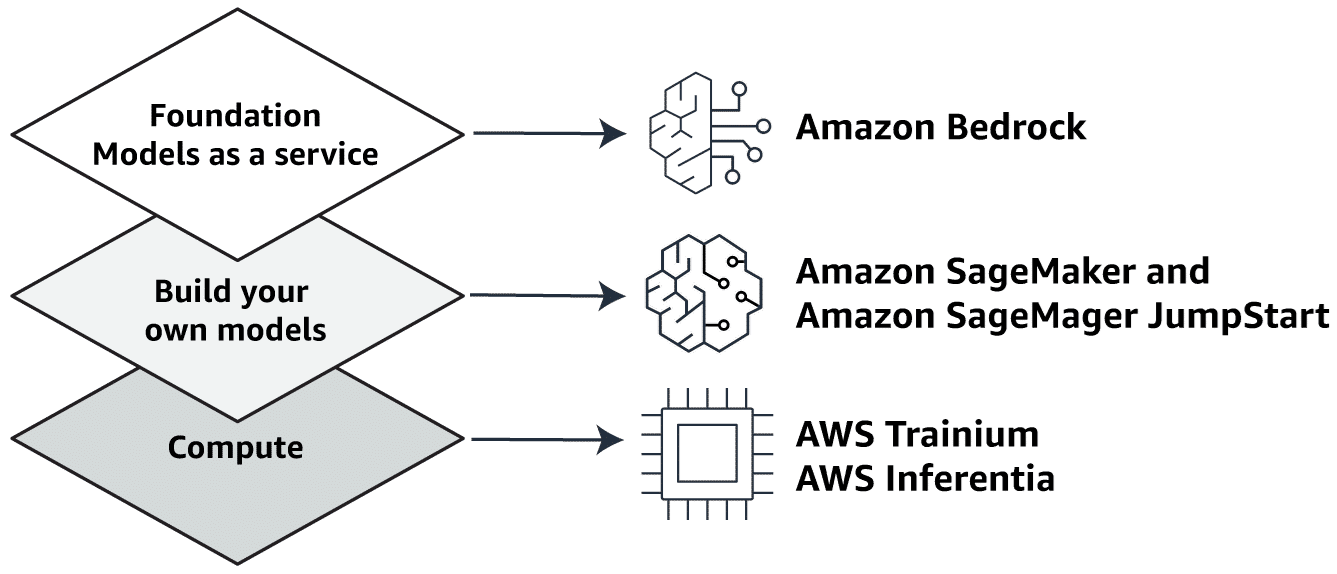 Foundation
Models as a service
Amazon Bedrock
Build your
own models
Amazon SageMaker and
Amazon SageMager JumpStart
Compute
AWS Trainium
AWS Inferentia